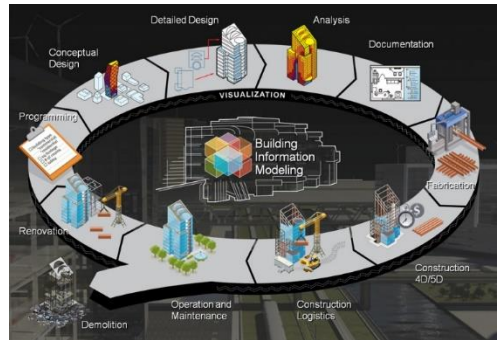 Detailed Design
Analysis
Conceptual
Design
Documentation
VISUALIZATION
Programming
Building
Information
Modeling
Fabrication
Renovation
Construction
4D/5D
Operation and
Maintenance
Construction
Logistics
Demolition